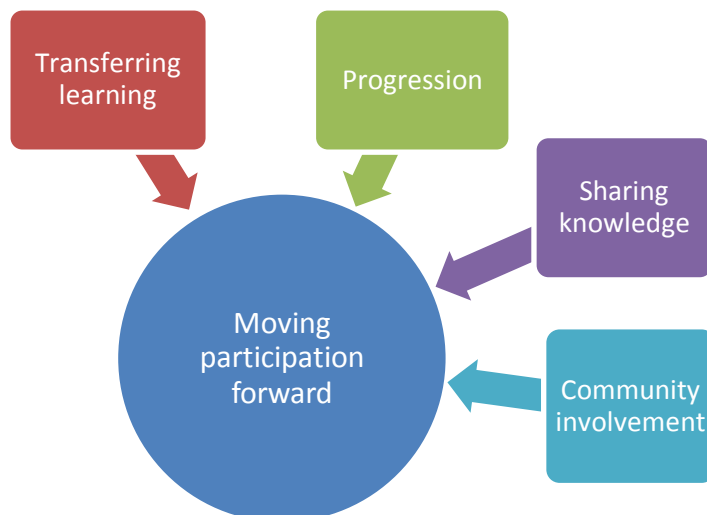 Transferring
learning
Progression
Sharing
knowledge
Moving
participation
forward
Community
involvement